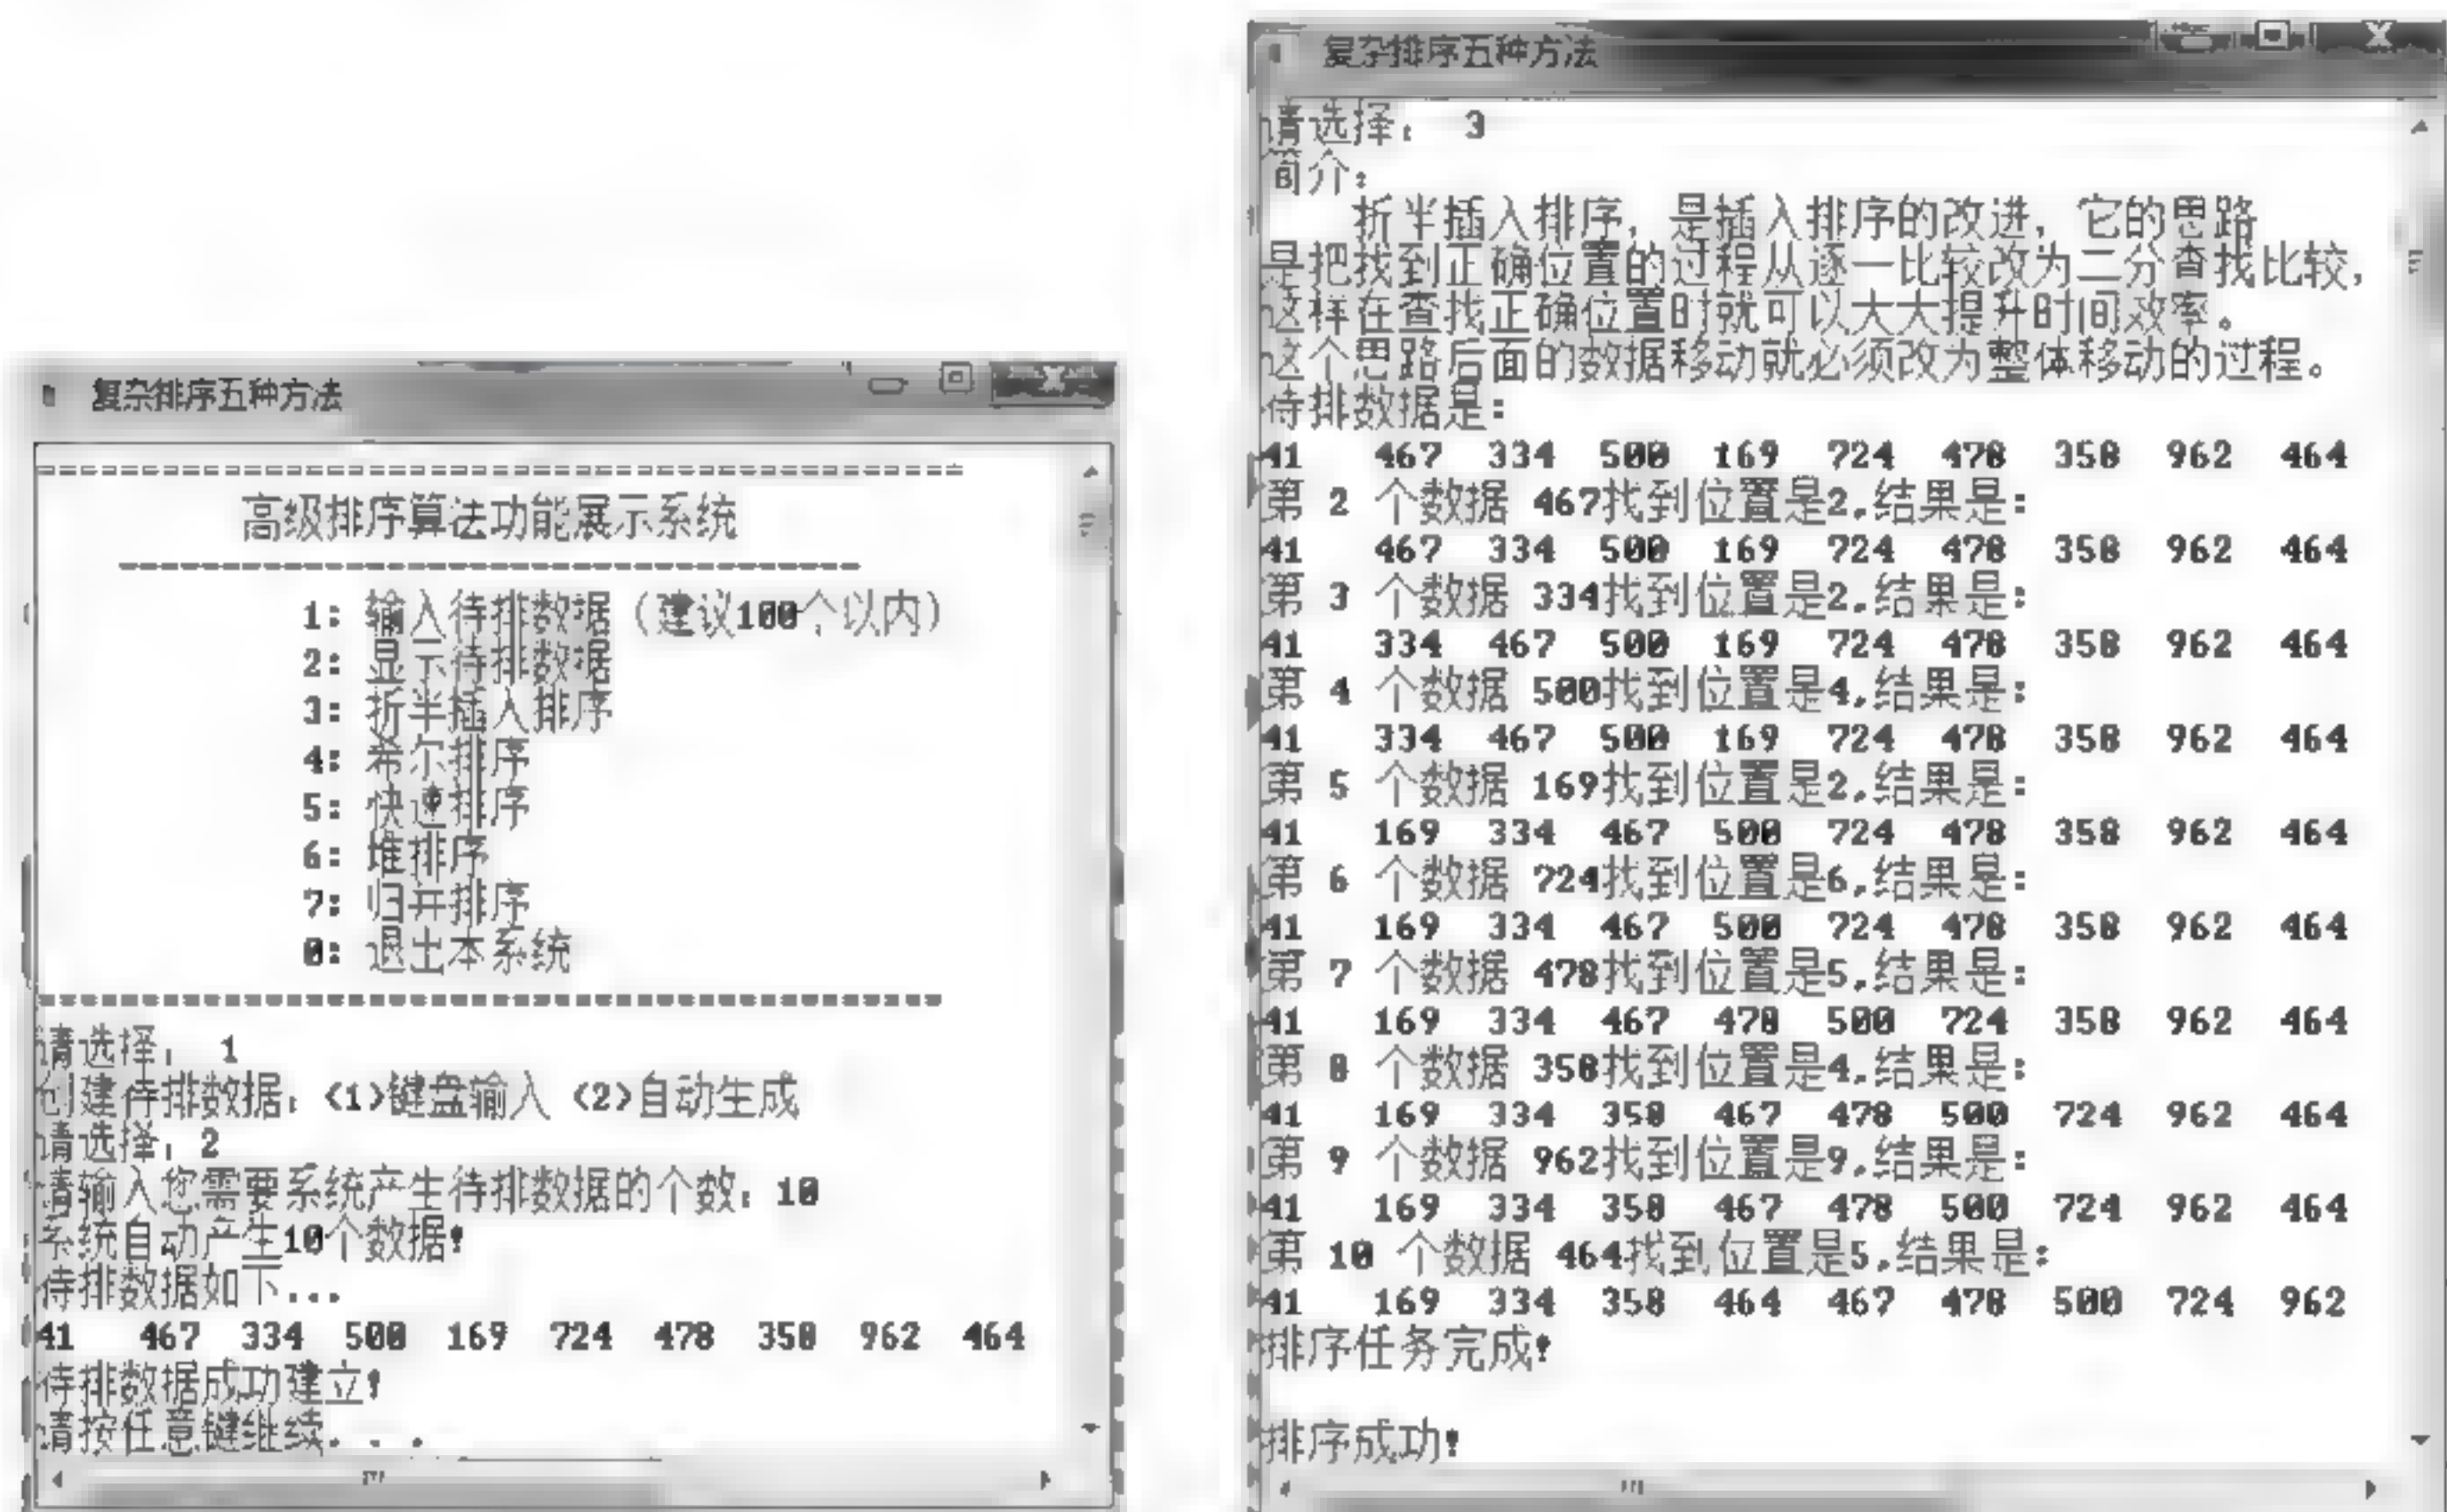 复杂排序五种方法
========================================
高级排序算法功能展示系统
----------------------------------------
1: 输入待排数据（建议100个以内）
2: 显示待排数据
3: 折半插入排序
4: 希尔排序
5: 快速排序
6: 堆排序
7: 归并排序
0: 退出本系统
========================================
请选择： 1
创建待排数据：<1>键盘输入 <2>自动生成
请选择：2
请输入您需要系统产生待排数据的个数：10
系统自动产生10个数据!
待排数据如下...
41 467 334 500 169 724 478 358 962 464
待排数据成功建立!
请按任意键继续. . .
复杂排序五种方法
请选择： 3
简介:
折半插入排序，是插入排序的改进，它的思路
是把找到正确位置的过程从逐一比较改为二分查找比较，
这样在查找正确位置时就可以大大提升时间效率。
这个思路后面的数据移动就必须改为整体移动的过程。
待排数据是:
41 467 334 500 169 724 478 358 962 464
第 2 个数据 467找到位置是2,结果是:
41 467 334 500 169 724 478 358 962 464
第 3 个数据 334找到位置是2,结果是:
41 334 467 500 169 724 478 358 962 464
第 4 个数据 500找到位置是4,结果是:
41 334 467 500 169 724 478 358 962 464
第 5 个数据 169找到位置是2,结果是:
41 169 334 467 500 724 478 358 962 464
第 6 个数据 724找到位置是6,结果是:
41 169 334 467 500 724 478 358 962 464
第 7 个数据 478找到位置是5,结果是:
41 169 334 467 478 500 724 358 962 464
第 8 个数据 358找到位置是4,结果是:
41 169 334 358 467 478 500 724 962 464
第 9 个数据 962找到位置是9,结果是:
41 169 334 358 467 478 500 724 962 464
第 10 个数据 464找到位置是5,结果是:
41 169 334 358 464 467 478 500 724 962
排序任务完成!
排序成功!